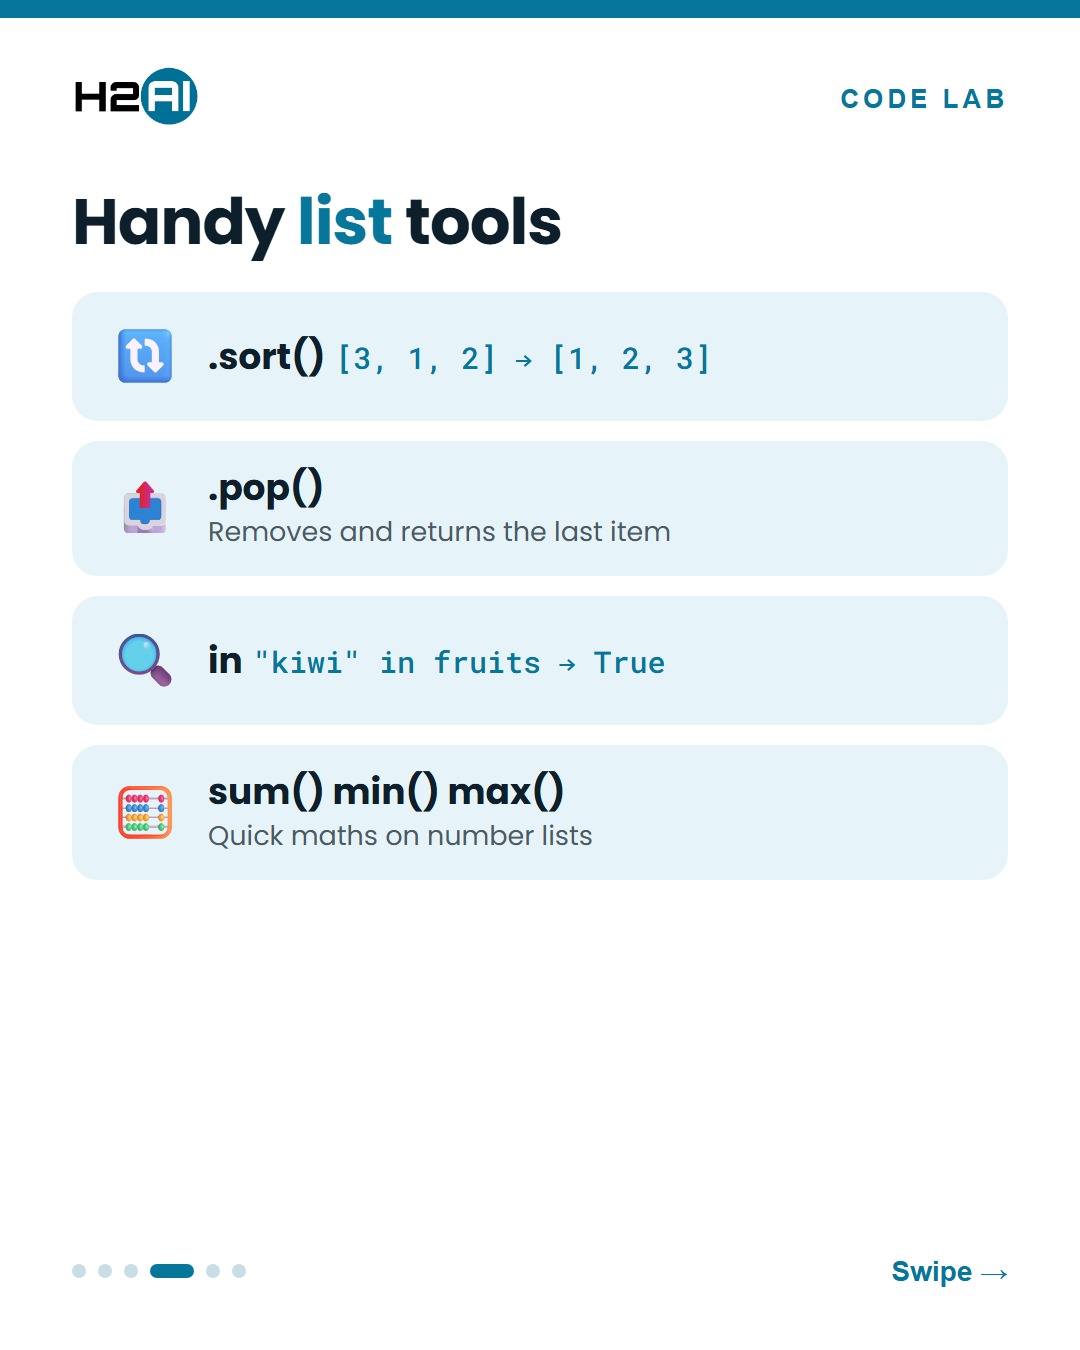 H2AI
CODE LAB
Handy list tools
.sort() [3, 1, 2] → [1, 2, 3]
.pop()
Removes and returns the last item
in "kiwi" in fruits → True
sum() min() max()
Quick maths on number lists
Swipe →